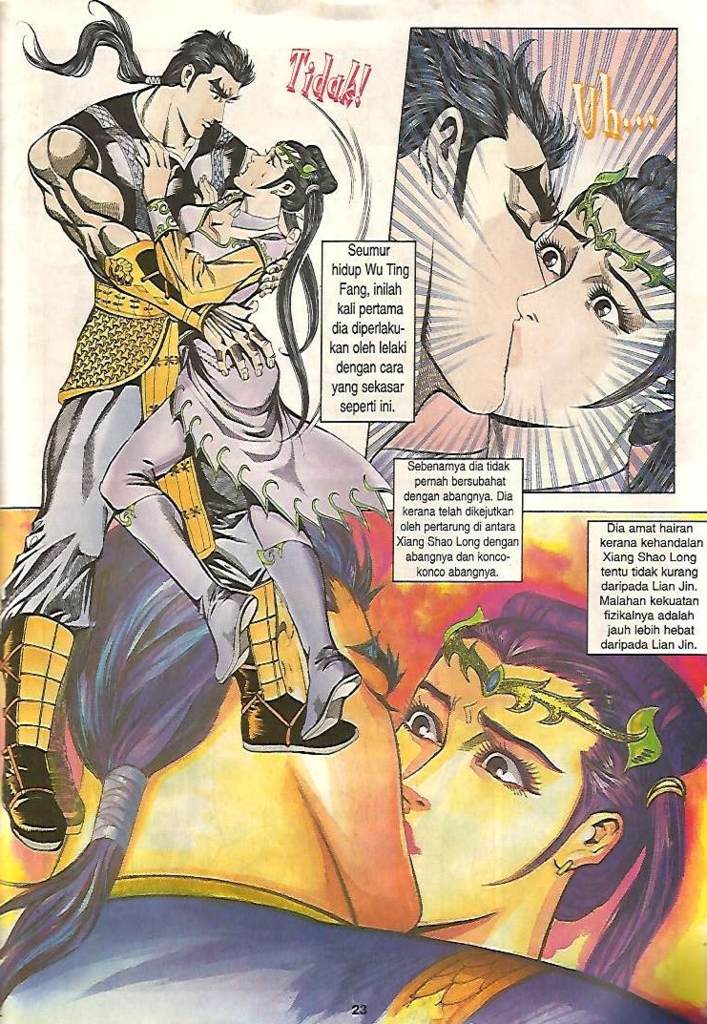 Tidak!
Uh...
Seumur
hidup Wu Ting
Fang, inilah
kali pertama
dia diperlaku-
kan oleh lelaki
dengan cara
yang sekasar
seperti ini.
Sebenarnya dia tidak
pernah bersubahat
dengan abangnya. Dia
kerana telah dikejutkan
oleh pertarung di antara
Xiang Shao Long dengan
abangnya dan konco-
konco abangnya.
Dia amat hairan
kerana kehandalan
Xiang Shao Long
tentu tidak kurang
daripada Lian Jin.
Malahan kekuatan
fizikalnya adalah
jauh lebih hebat
daripada Lian Jin.
23